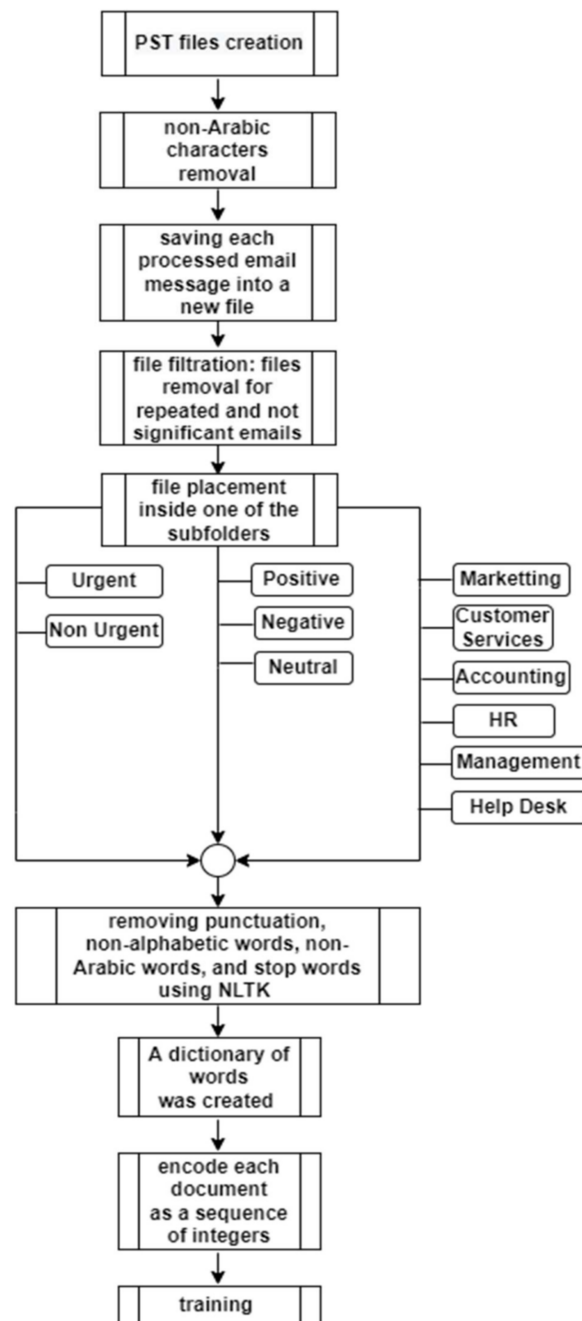 PST files creation
non-Arabic
characters
removal
saving each
processed email
message into a
new file
file filtration: files
removal for
repeated and not
significant emails
file placement
inside one of the
subfolders
Urgent
Non Urgent
Positive
Negative
Neutral
Marketting
Customer
Services
Accounting
HR
Management
Help Desk
removing punctuation,
non-alphabetic words, non-
Arabic words, and stop words
using NLTK
A dictionary of
words
was created
encode each
document
as a sequence
of integers
training